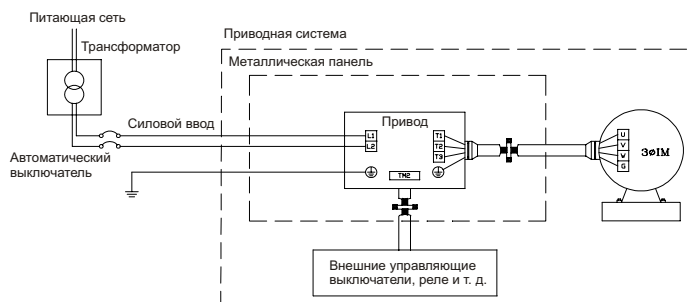 Питающая сеть
Трансформатор
Приводная система
Металлическая панель
Силовой ввод
Привод
L1
L2
T1
T2
T3
TM2
U
V
W
G
3ø1M
Автоматический
выключатель
Внешние управляющие
выключатели, реле и т. д.